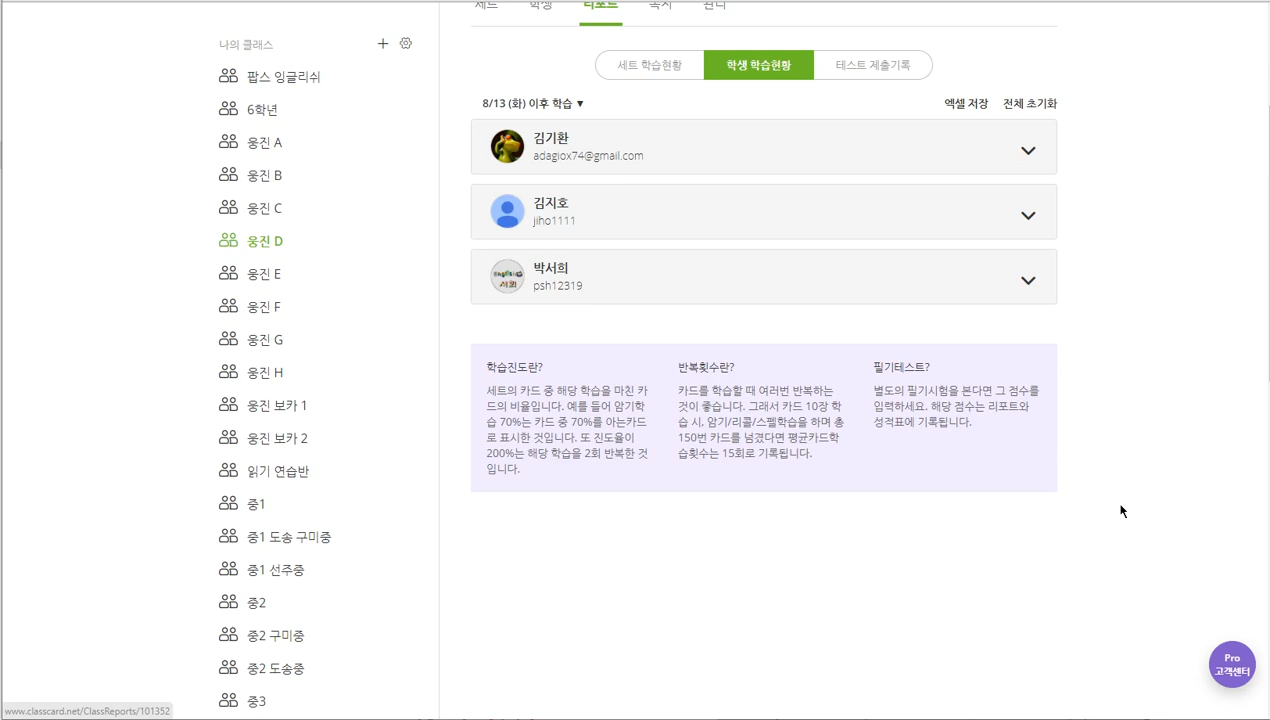 세트 학생 리포트 쪽지 관리
나의 클래스
팝스 잉글리쉬
6학년
웅진 A
웅진 B
웅진 C
웅진 D
웅진 E
웅진 F
웅진 G
웅진 H
웅진 보카 1
웅진 보카 2
읽기 연습반
중1
중1 도송 구미중
중1 선주중
중2
중2 구미중
중2 도송중
중3
세트 학습현황 학생 학습현황 테스트 제출기록
8/13 (화) 이후 학습 ▼ 엑셀 저장 전체 초기화
김기환
adagiox74@gmail.com
김지호
jiho1111
박서희
psh12319
학습진도란?
세트의 카드 중 해당 학습을 마친 카
드의 비율입니다. 예를 들어 암기학
습 70%는 카드 중 70%를 아는카드
로 표시한 것입니다. 또 진도율이
200%는 해당 학습을 2회 반복한 것
입니다.
반복횟수란?
카드를 학습할 때 여러번 반복하는
것이 좋습니다. 그래서 카드 10장 학
습 시, 암기/리콜/스펠학습을 하며 총
150번 카드를 넘겼다면 평균카드학
습횟수는 15회로 기록됩니다.
필기테스트?
별도의 필기시험을 본다면 그 점수를
입력하세요. 해당 점수는 리포트와
성적표에 기록됩니다.
Pro
고객센터
www.classcard.net/ClassReports/101352